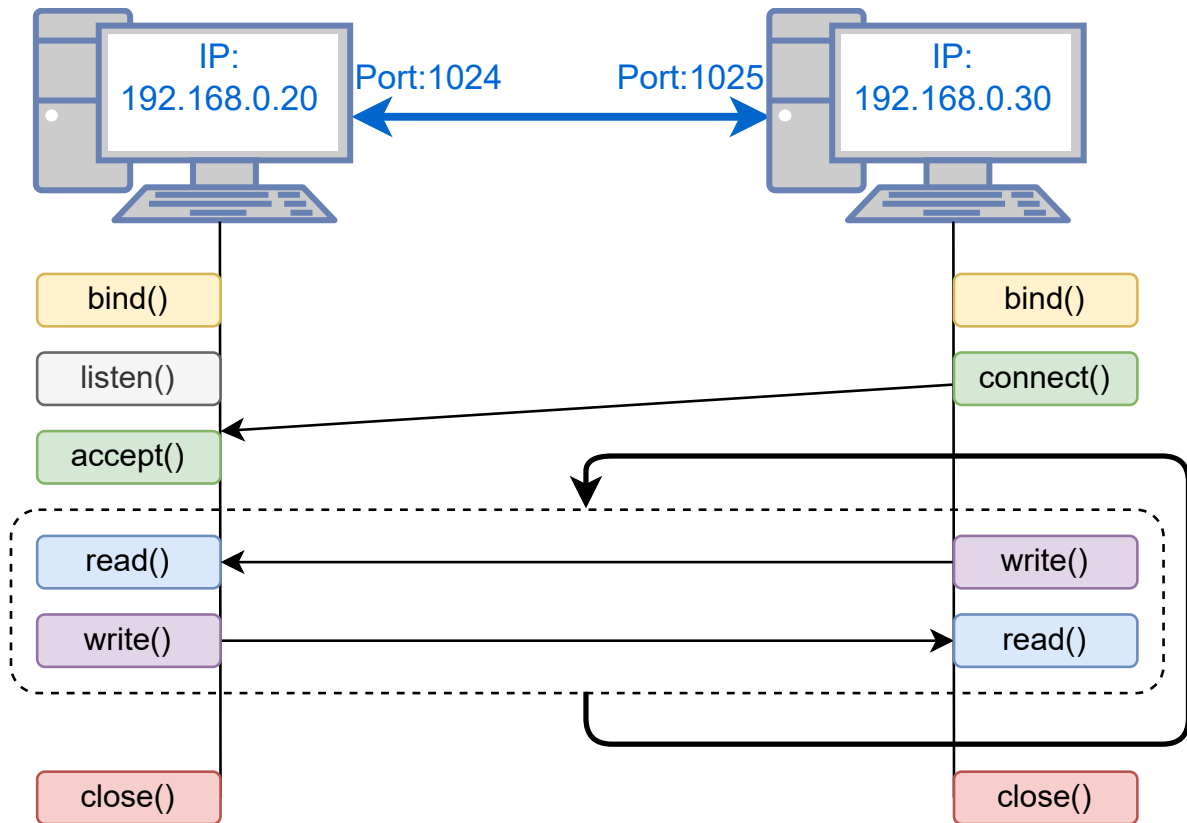 IP:
192.168.0.20
Port:1024
Port:1025
IP:
192.168.0.30
bind()
bind()
listen()
connect()
accept()
read()
write()
write()
read()
close()
close()